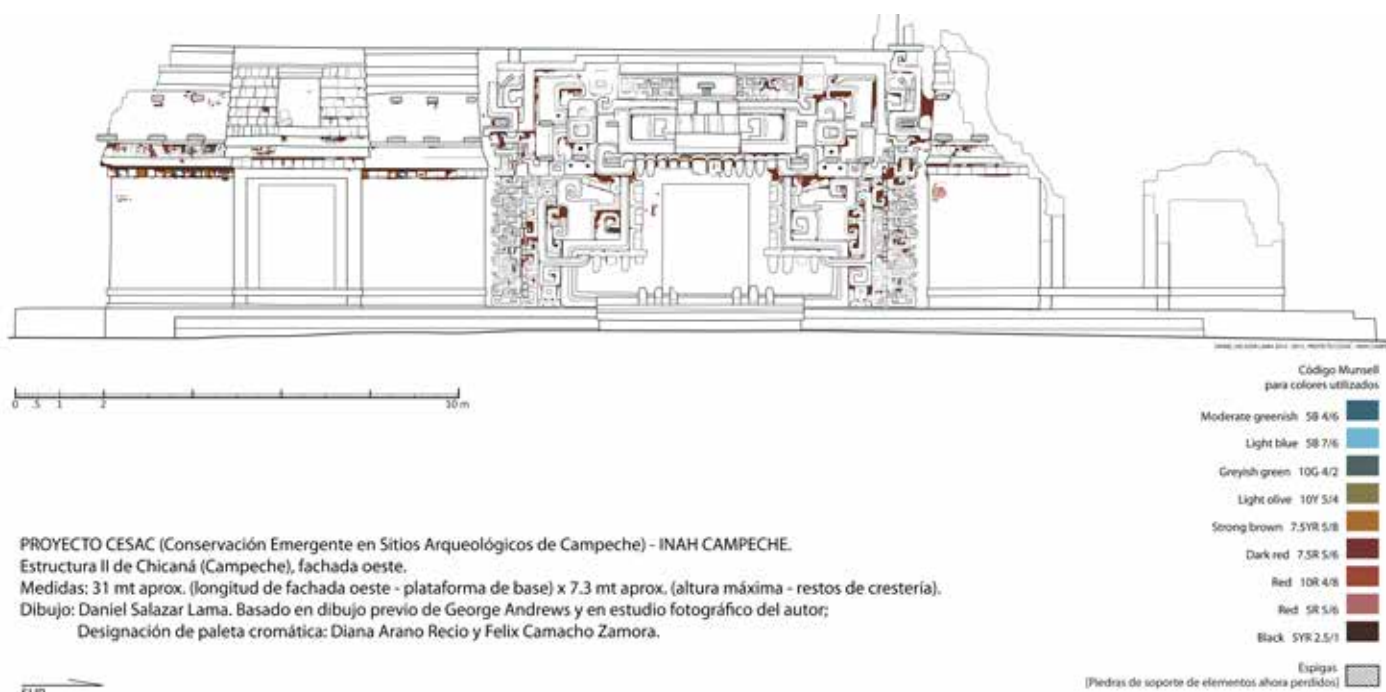 0 .5 1 2 10 m
Código Munsell
para colores utilizados
Moderate greenish 5B 4/6
Light blue 5B 7/6
Greyish green 10G 4/2
Light olive 10Y 5/4
Strong brown 7.5YR 5/8
Dark red 7.5R 5/6
Red 10R 4/8
Red 5R 5/6
Black 5YR 2.5/1
Espigas
[Piedras de soporte de elementos ahora perdidos]
PROYECTO CESAC (Conservación Emergente en Sitios Arqueológicos de Campeche) - INAH CAMPECHE.
Estructura II de Chicaná (Campeche), fachada oeste.
Medidas: 31 mt aprox. (longitud de fachada oeste - plataforma de base) x 7.3 mt aprox. (altura máxima - restos de crestería).
Dibujo: Daniel Salazar Lama. Basado en dibujo previo de George Andrews y en estudio fotográfico del autor;
Designación de paleta cromática: Diana Arano Recio y Felix Camacho Zamora.